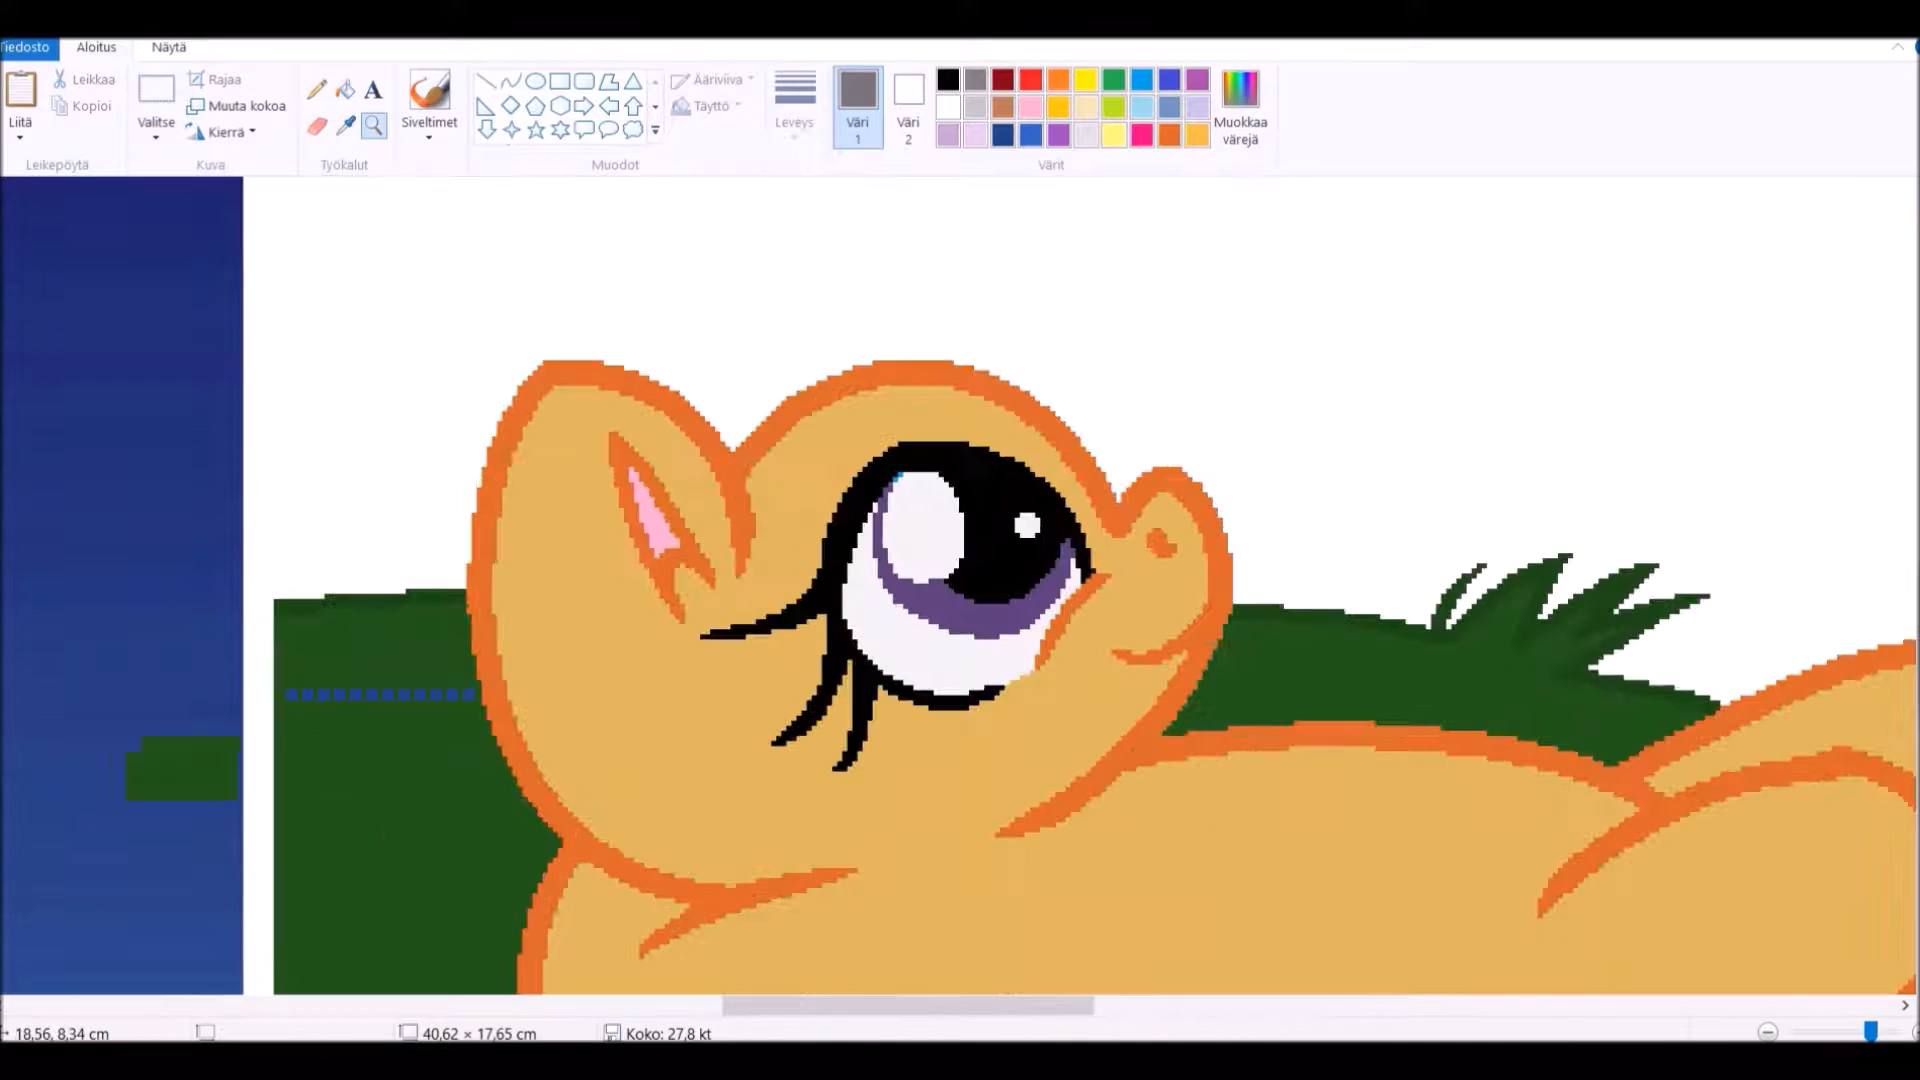 Tiedosto Aloitus Näytä
Liitä
Leikkaa
Kopioi
Leikepöytä
Valitse
Rajaa
Muuta kokoa
Kierrä
Kuva
A
Työkalut
Siveltimet
Ääriviiva
Täyttö
Muodot
Leveys
Väri
1
Väri
2
Värit
Muokkaa
värejä
18,56, 8,34 cm
40,62 × 17,65 cm
Koko: 27,8 kt